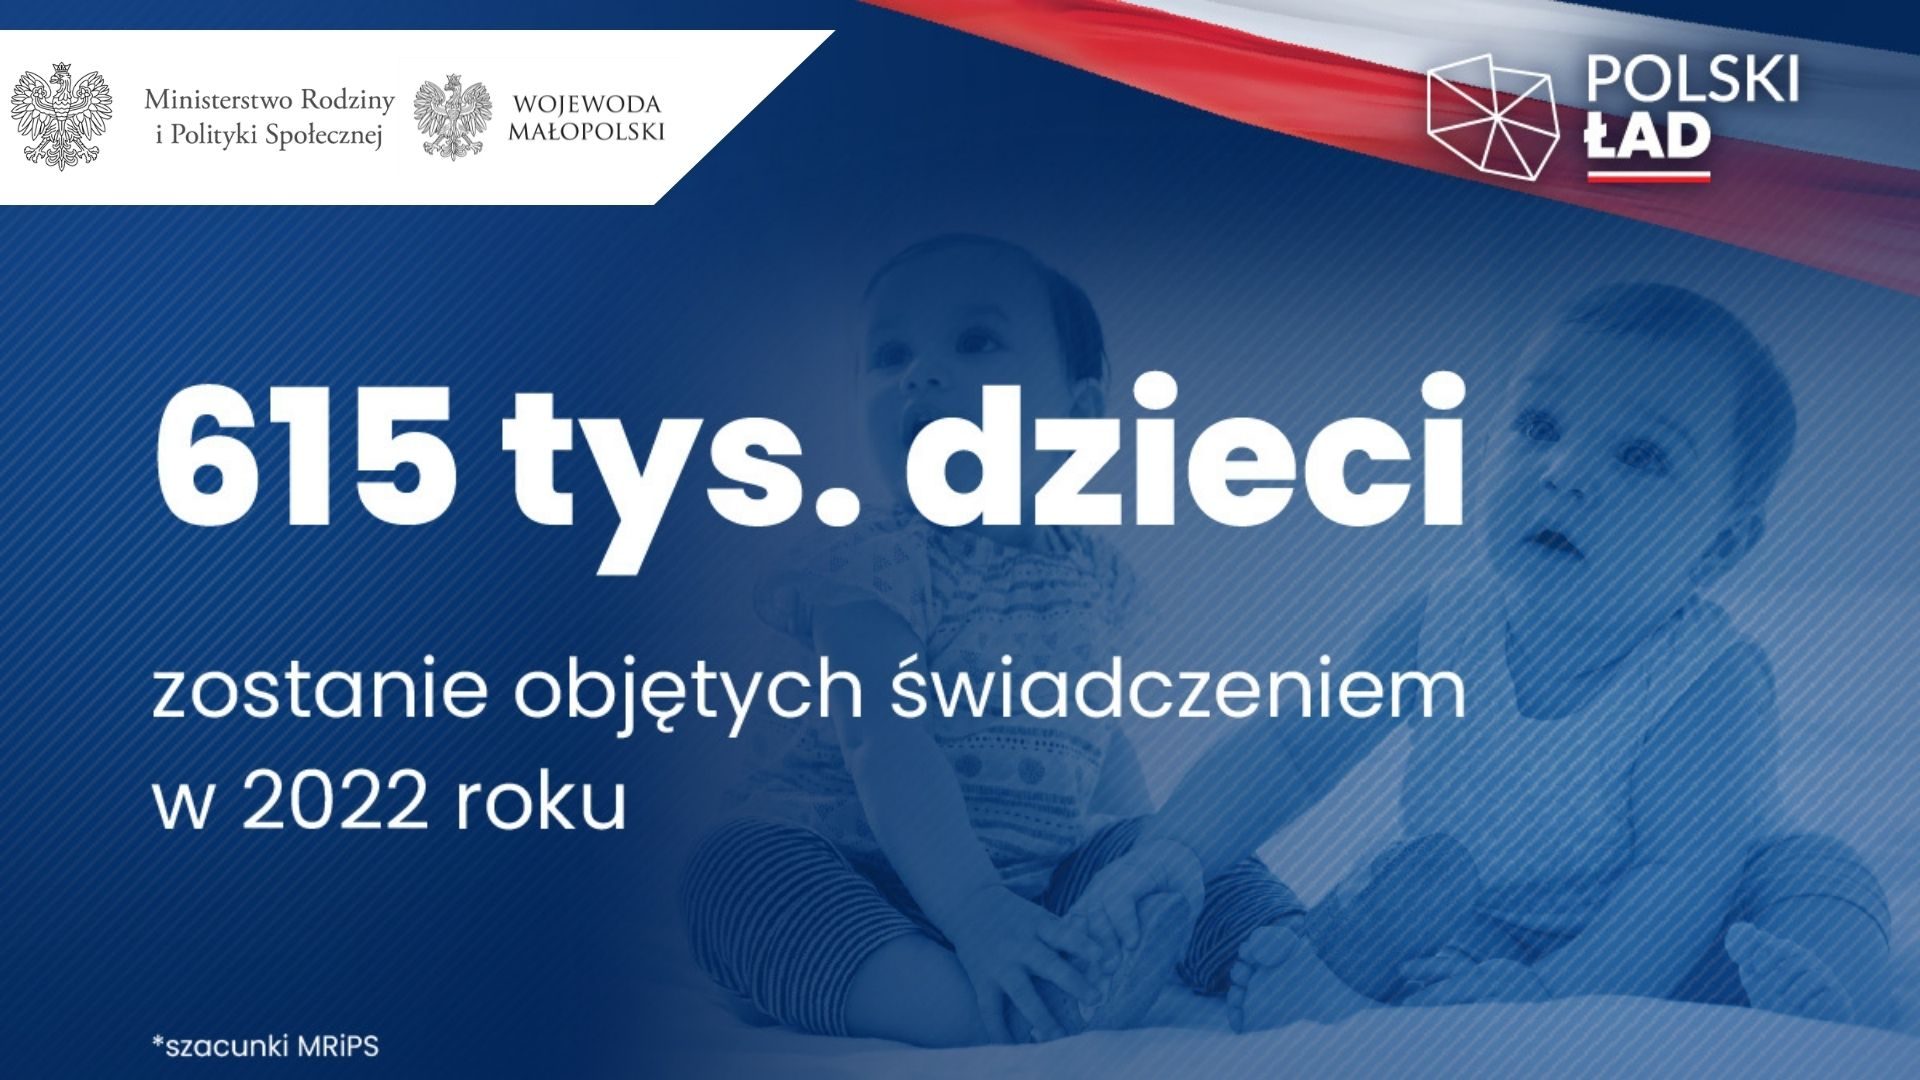 Ministerstwo Rodziny
i Polityki Społecznej
WOJEWODA
MAŁOPOLSKI
POLSKI
ŁAD
615 tys. dzieci
zostanie objętych świadczeniem
w 2022 roku
*szacunki MRiPS